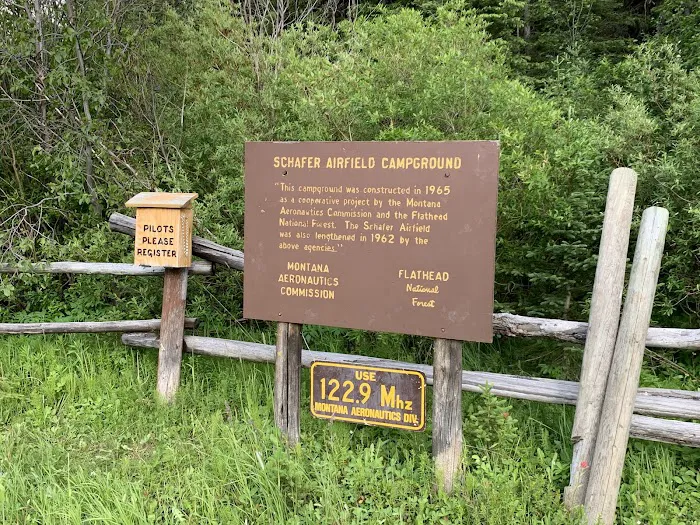 SCHAFER AIRFIELD CAMPGROUND
"This campground was constructed in 1965
as a cooperative project by the Montana
Aeronautics Commission and the Flathead
National Forest. The Schafer Airfield
was also lengthened in 1962 by the
above agencies."
MONTANA
AERONAUTICS
COMMISSION
FLATHEAD
National
Forest
PILOTS
PLEASE
REGISTER
USE
122.9 Mhz
MONTANA AERONAUTICS DIV.